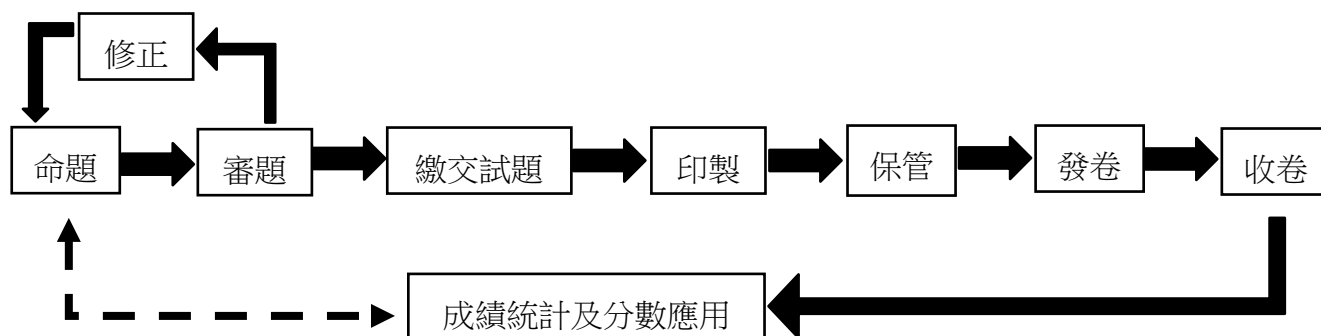 修正
命題
審題
繳交試題
印製
保管
發卷
收卷
成績統計及分數應用